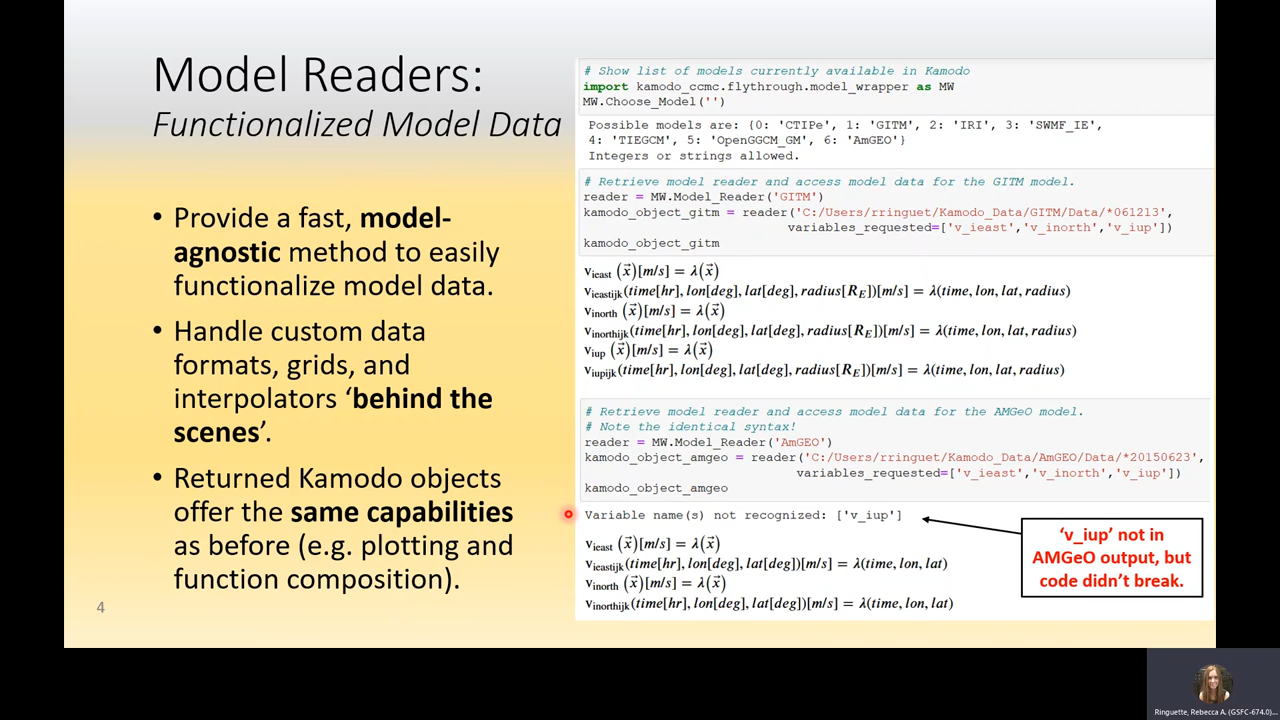 Model Readers:
Functionalized Model Data
• Provide a fast, model-
agnostic method to easily
functionalize model data.
• Handle custom data
formats, grids, and
interpolators ‘behind the
scenes’.
• Returned Kamodo objects
offer the same capabilities
as before (e.g. plotting and
function composition).
4
# Show list of models currently available in Kamodo
import kamodo_ccmc.flythrough.model_wrapper as MW
MW.Choose_Model('')
Possible models are: {0: 'CTIPe', 1: 'GITM', 2: 'IRI', 3: 'SWMF_IE',
4: 'TIEGCM', 5: 'OpenGGCM_GM', 6: 'AmGEO'}
Integers or strings allowed.
# Retrieve model reader and access model data for the GITM model.
reader = MW.Model_Reader('GITM')
kamodo_object_gitm = reader('C:/Users/rringuet/Kamodo_Data/GITM/Data/*061213',
variables_requested=['v_ieast','v_inorth','v_iup'])
kamodo_object_gitm
v_ieast (x⃗)[m/s] = λ(x⃗)
v_ieastijk(time[hr], lon[deg], lat[deg], radius[R_E])[m/s] = λ(time, lon, lat, radius)
v_inorth (x⃗)[m/s] = λ(x⃗)
v_inorthijk(time[hr], lon[deg], lat[deg], radius[R_E])[m/s] = λ(time, lon, lat, radius)
v_iup (x⃗)[m/s] = λ(x⃗)
v_iupijk(time[hr], lon[deg], lat[deg], radius[R_E])[m/s] = λ(time, lon, lat, radius)
# Retrieve model reader and access model data for the AMGeO model.
# Note the identical syntax!
reader = MW.Model_Reader('AmGEO')
kamodo_object_amgeo = reader('C:/Users/rringuet/Kamodo_Data/AmGEO/Data/*20150623',
variables_requested=['v_ieast','v_inorth','v_iup'])
kamodo_object_amgeo
Variable name(s) not recognized: ['v_iup']
v_ieast (x⃗)[m/s] = λ(x⃗)
v_ieastijk(time[hr], lon[deg], lat[deg])[m/s] = λ(time, lon, lat)
v_inorth (x⃗)[m/s] = λ(x⃗)
v_inorthijk(time[hr], lon[deg], lat[deg])[m/s] = λ(time, lon, lat)
‘v_iup’ not in
AMGeO output, but
code didn’t break.
Ringuette, Rebecca A. (GSFC-674.0)...